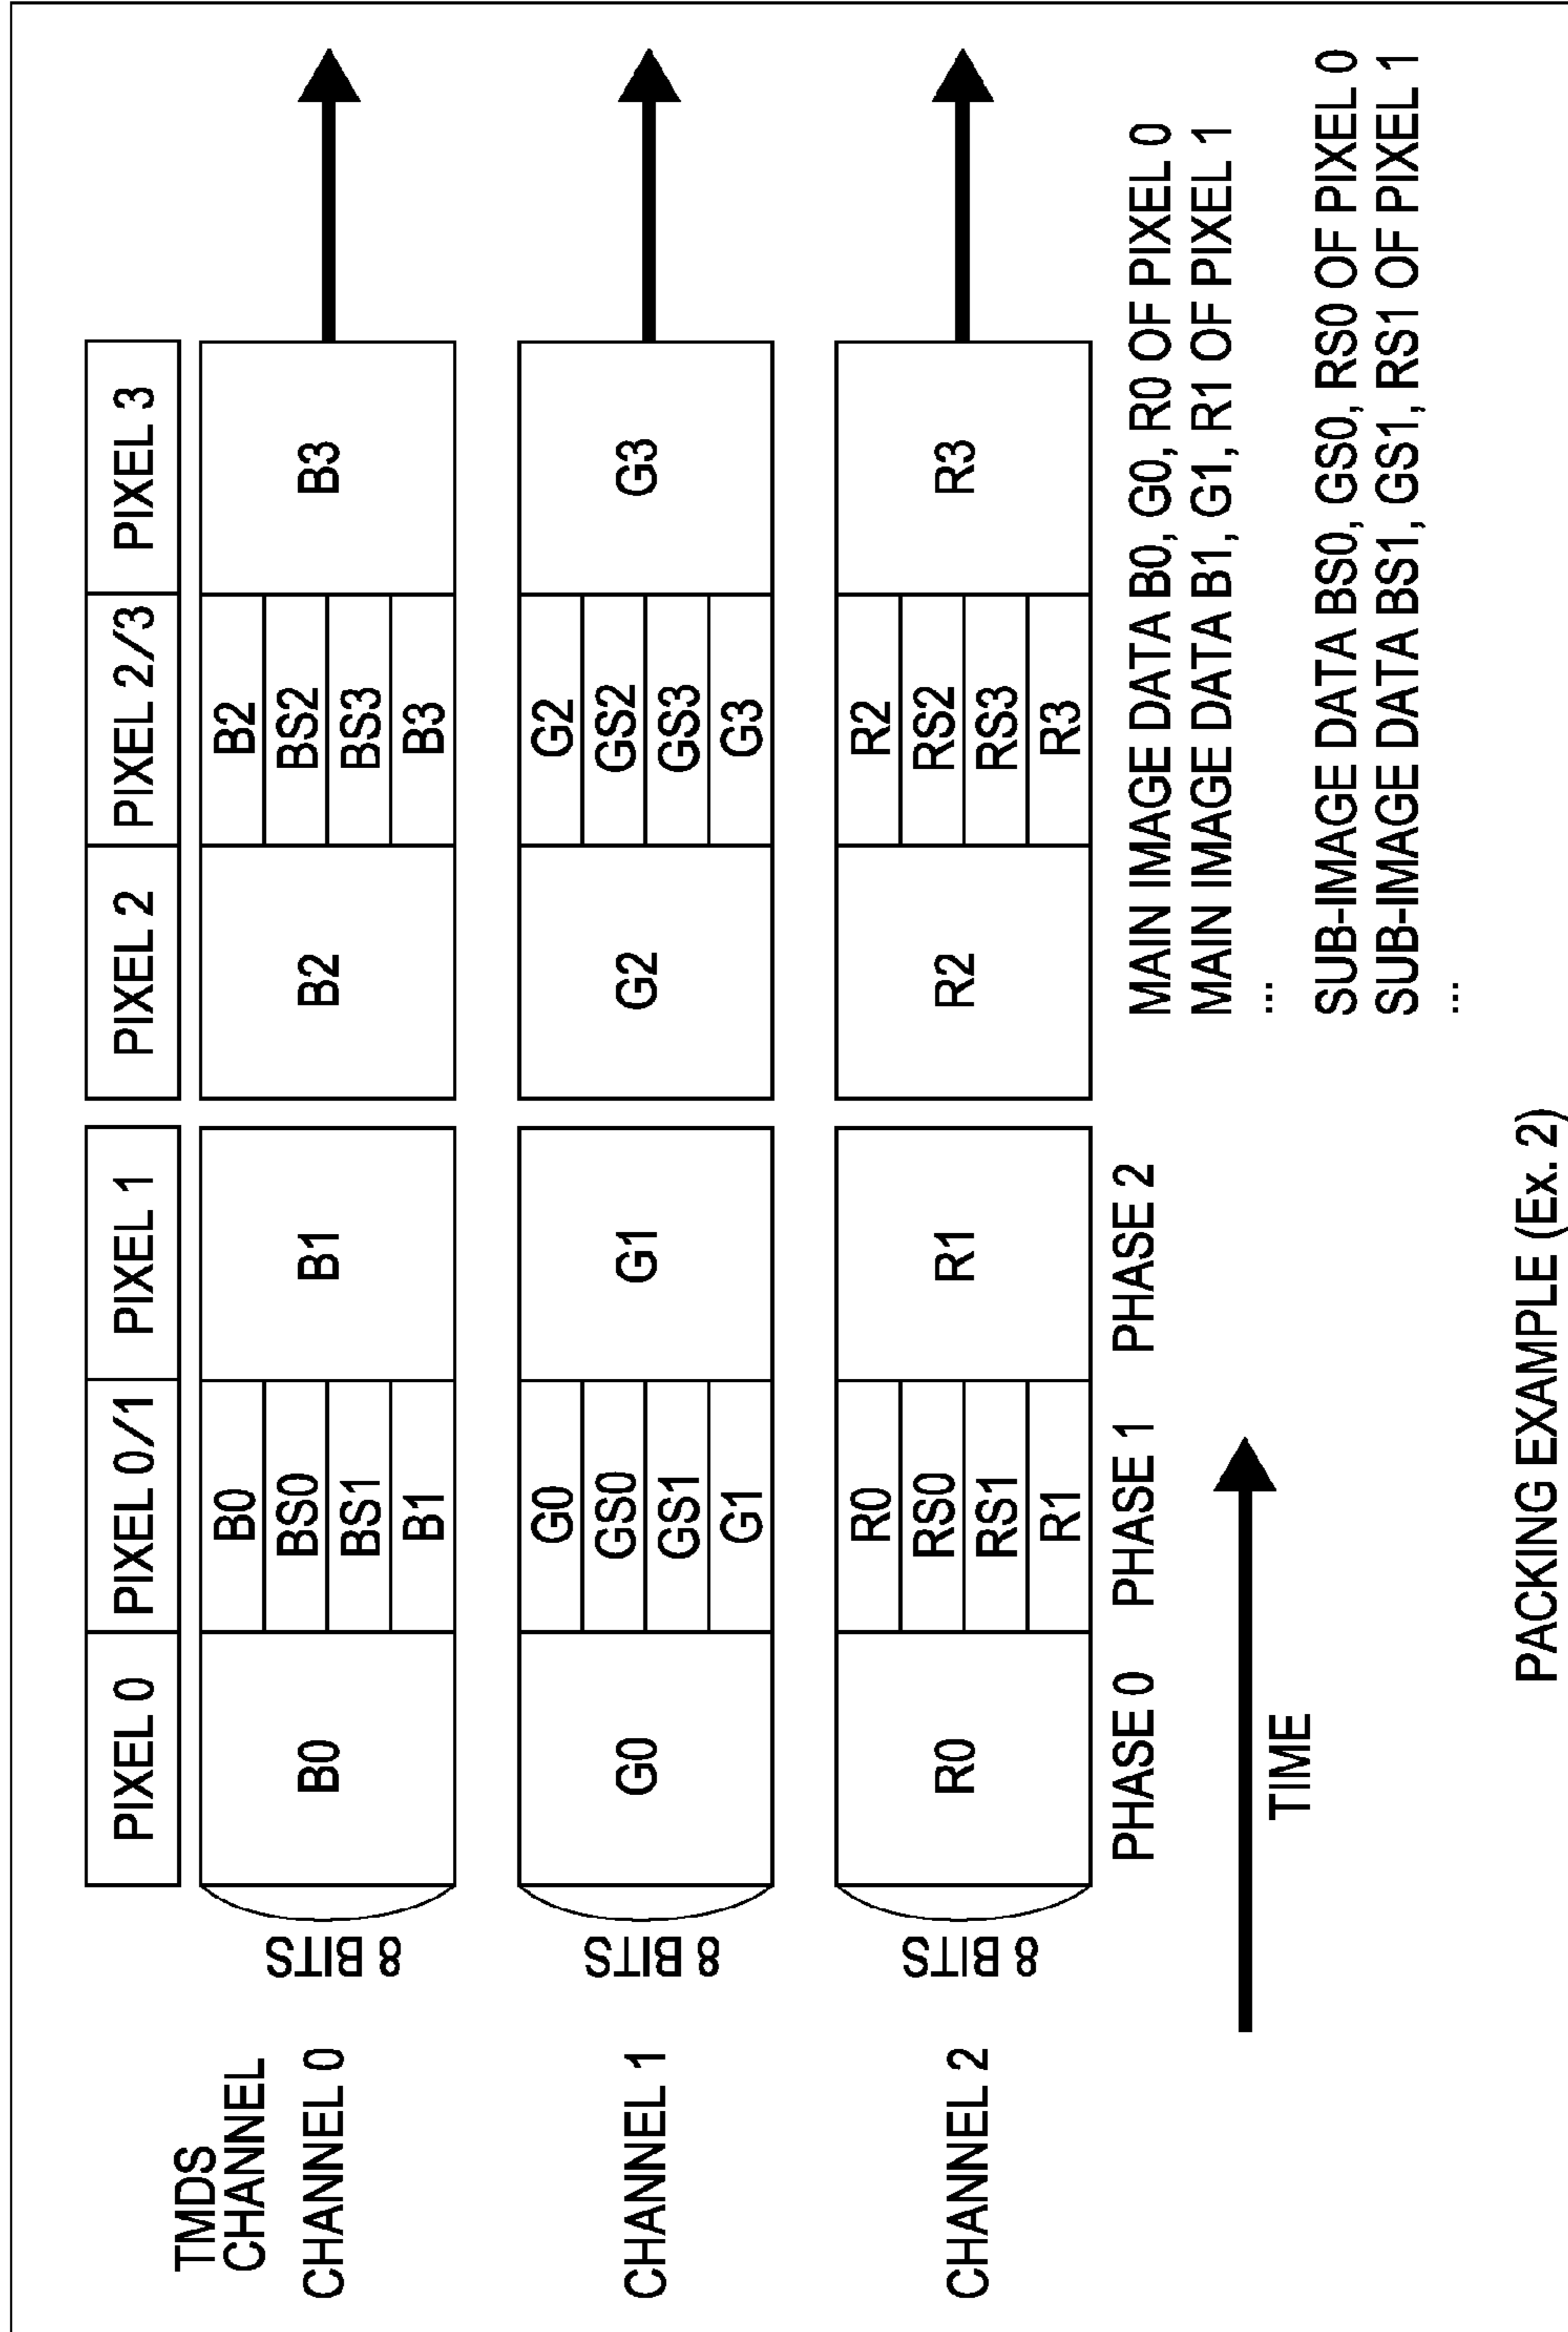 PIXEL 0 PIXEL 0/1 PIXEL 1 PIXEL 2 PIXEL 2/3 PIXEL 3
TMDS
CHANNEL
CHANNEL 0
8 BITS
B0
B0
BS0
BS1
B1
B1
B2
B2
BS2
BS3
B3
B3
CHANNEL 1
8 BITS
G0
G0
GS0
GS1
G1
G1
G2
G2
GS2
GS3
G3
G3
CHANNEL 2
8 BITS
R0
R0
RS0
RS1
R1
R1
R2
R2
RS2
RS3
R3
R3
PHASE 0 PHASE 1 PHASE 2
TIME
MAIN IMAGE DATA B0, G0, R0 OF PIXEL 0
MAIN IMAGE DATA B1, G1, R1 OF PIXEL 1
...
SUB-IMAGE DATA BS0, GS0, RS0 OF PIXEL 0
SUB-IMAGE DATA BS1, GS1, RS1 OF PIXEL 1
...
PACKING EXAMPLE (Ex. 2)